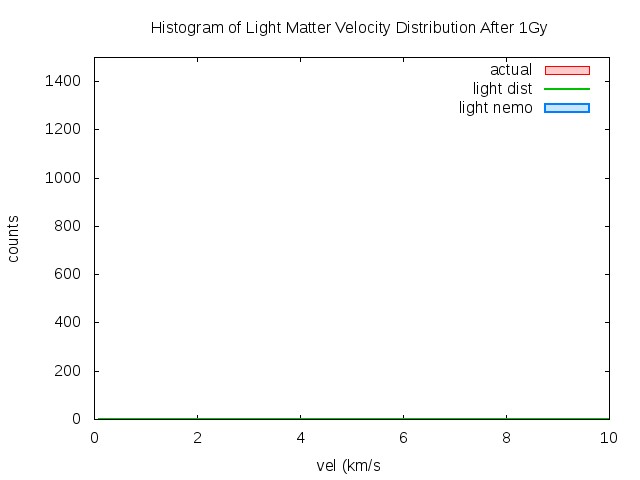 Histogram of Light Matter Velocity Distribution After 1Gy
actual
light dist
light nemo
1400
1200
1000
800
600
400
200
0
counts
0 2 4 6 8 10
vel (km/s